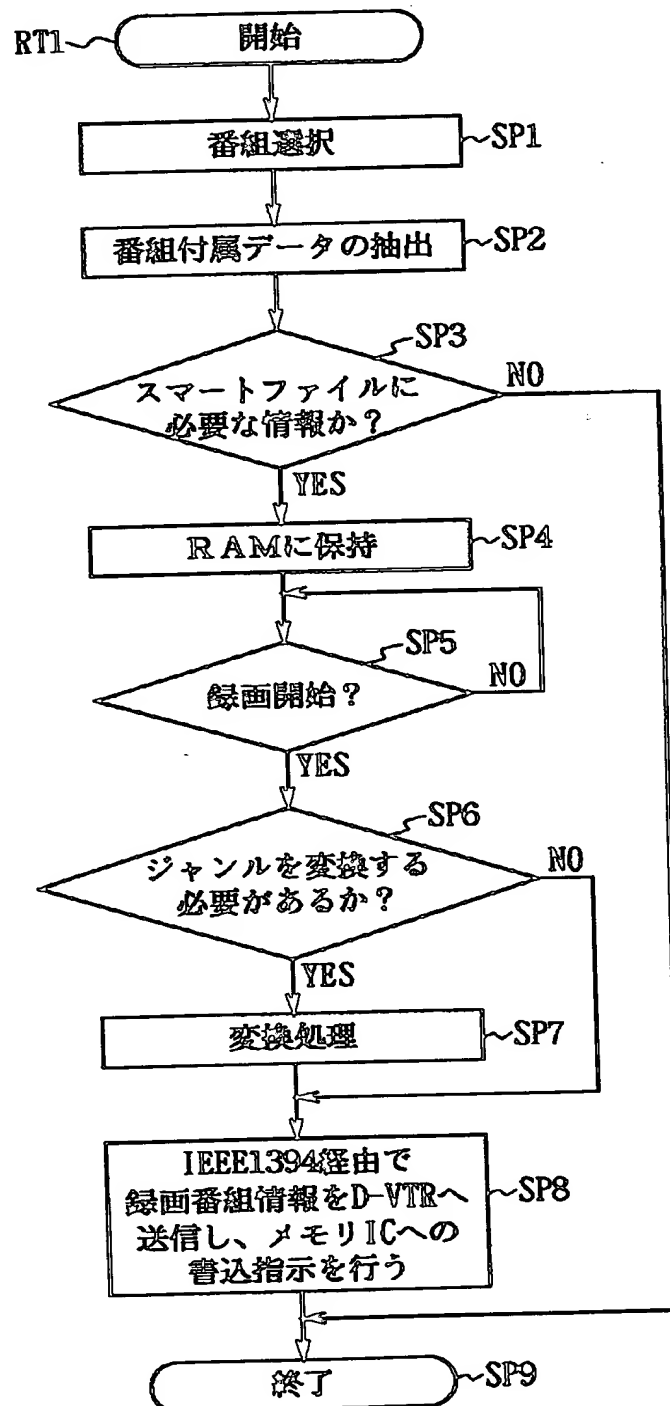 RT1
開始
番組選択
SP1
番組付属データの抽出
SP2
SP3
スマートファイルに
必要な情報か?
NO
YES
RAMに保持
SP4
SP5
録画開始?
NO
YES
SP6
ジャンルを変換する
必要があるか?
NO
YES
変換処理
SP7
IEEE1394経由で
録画番組情報をD-VTRへ
送信し、メモリICへの
書込指示を行う
SP8
終了
SP9